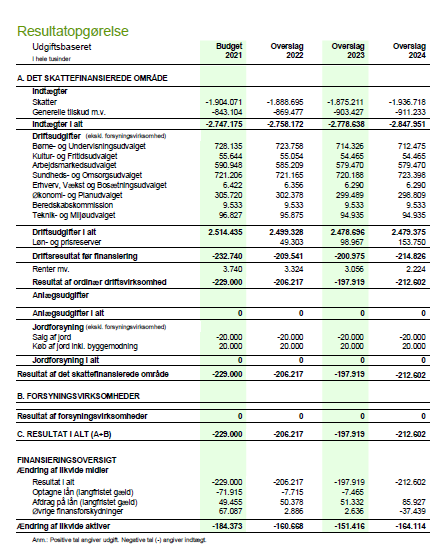 Resultatopgørelse
Udgiftsbaseret Budget Overslag Overslag Overslag
I hele tusinder 2021 2022 2023 2024
A. DET SKATTEFINANSIEREDE OMRÅDE
Indtægter
Skatter -1.904.071 -1.888.695 -1.875.211 -1.936.718
Generelle tilskud m.v. -843.104 -869.477 -903.427 -911.233
Indtægter i alt -2.747.175 -2.758.172 -2.778.638 -2.847.951
Driftsudgifter (ekskl. forsyningsvirksomhed)
Børne- og Undervisningsudvalget 728.135 723.758 714.326 712.475
Kultur- og Fritidsudvalget 55.644 55.054 54.465 54.465
Arbejdsmarkedsudvalget 590.948 585.209 579.470 579.470
Sundheds- og Omsorgsudvalget 721.206 721.165 720.188 723.398
Erhverv, Vækst og Bosætningsudvalget 6.422 6.356 6.290 6.290
Økonomi- og Planudvalget 305.720 302.378 299.489 298.809
Beredskabskommission 9.533 9.533 9.533 9.533
Teknik- og Miljøudvalget 96.827 95.875 94.934 94.935
Driftsudgifter i alt 2.514.435 2.499.328 2.478.696 2.479.375
Løn- og prisreserver 49.303 98.967 153.750
Driftsresultat før finansiering -232.740 -209.541 -200.975 -214.826
Renter mv. 3.740 3.324 3.056 2.224
Resultat af ordinær driftsvirksomhed -229.000 -206.217 -197.919 -212.602
Anlægsudgifter
Anlægsudgifter i alt 0 0 0 0
Jordforsyning (ekskl. forsyningsvirksomhed)
Salg af jord -20.000 -20.000 -20.000 -20.000
Køb af jord inkl. byggemodning 20.000 20.000 20.000 20.000
Jordforsyning i alt 0 0 0 0
Resultat af det skattefinansierede område -229.000 -206.217 -197.919 -212.602
B. FORSYNINGSVIRKSOMHEDER
Resultat af forsyningsvirksomheder 0 0 0 0
C. RESULTAT I ALT (A+B) -229.000 -206.217 -197.919 -212.602
FINANSIERINGSOVERSIGT
Ændring af likvide midler
Resultat i alt -229.000 -206.217 -197.919 -212.602
Optagne lån (langfristet gæld) -71.915 -7.715 -7.465
Afdrag på lån (langfristet gæld) 49.455 50.378 51.332 85.927
Øvrige finansforskydninger 67.087 2.886 2.636 -37.439
Ændring af likvide aktiver -184.373 -160.668 -151.416 -164.114
Anm.: Positive tal angiver udgift. Negative tal (-) angiver indtægt.